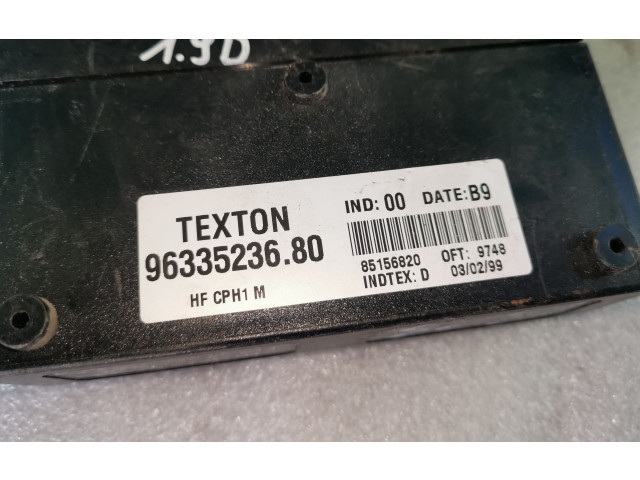 1.9D
TEXTON
96335236.80
HF CPH1 M
IND: 00 DATE: B9
85156820 OFT: 9748
INDTEX: D 03/02/99